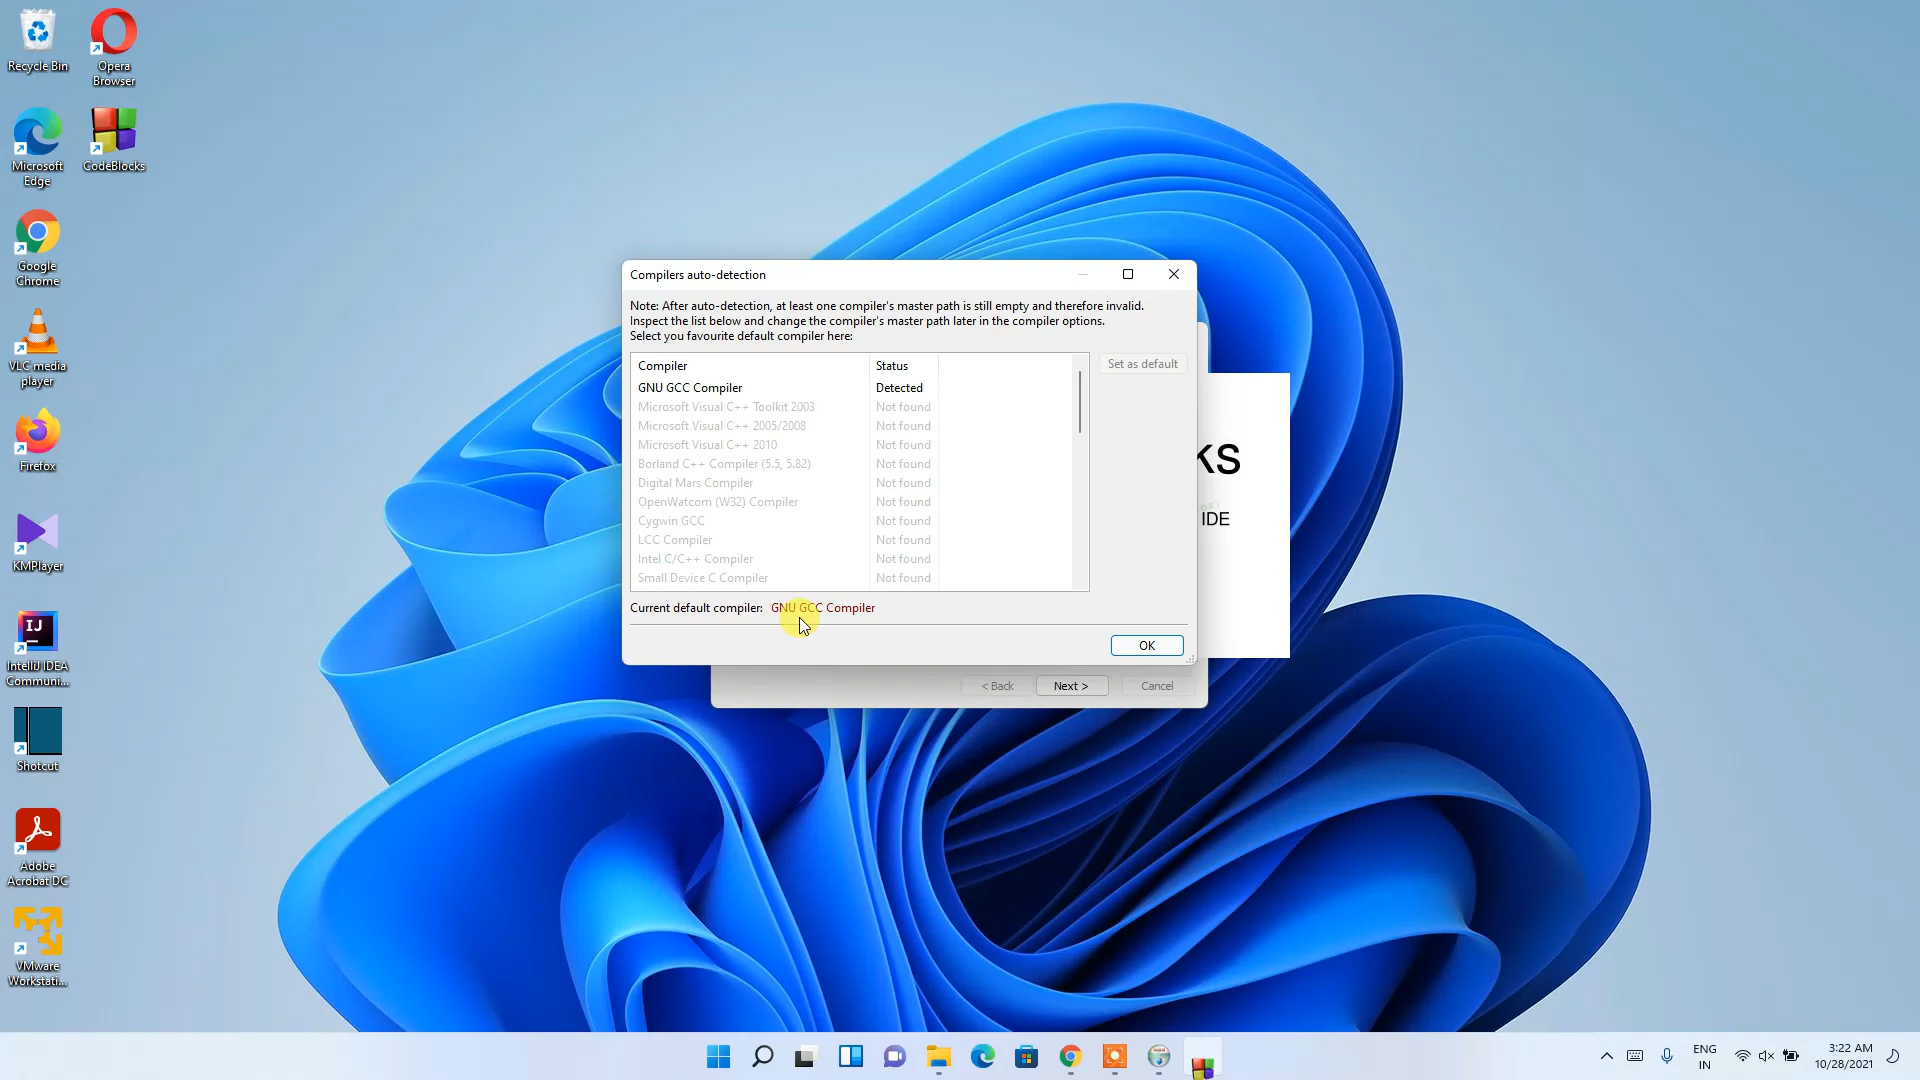 Recycle Bin
Opera
Browser
Microsoft
Edge
CodeBlocks
Google
Chrome
VLC media
player
Firefox
KMPlayer
IJ
IntelliJ IDEA
Communi...
Shotcut
Adobe
Acrobat DC
VMware
Workstati...
Compilers auto-detection
Note: After auto-detection, at least one compiler's master path is still empty and therefore invalid.
Inspect the list below and change the compiler's master path later in the compiler options.
Select you favourite default compiler here:
Compiler Status
GNU GCC Compiler Detected
Microsoft Visual C++ Toolkit 2003 Not found
Microsoft Visual C++ 2005/2008 Not found
Microsoft Visual C++ 2010 Not found
Borland C++ Compiler (5.5, 5.82) Not found
Digital Mars Compiler Not found
OpenWatcom (W32) Compiler Not found
Cygwin GCC Not found
LCC Compiler Not found
Intel C/C++ Compiler Not found
Small Device C Compiler Not found
Set as default
Current default compiler: GNU GCC Compiler
OK
< Back Next > Cancel
ks
IDE
ENG
IN
3:22 AM
10/28/2021